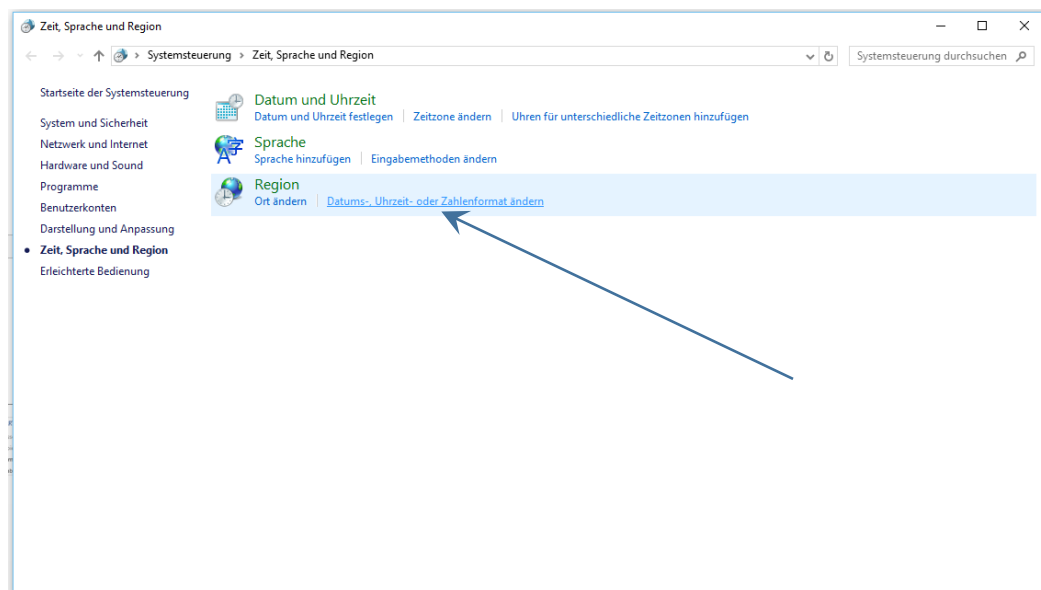 Zeit, Sprache und Region
Systemsteuerung > Zeit, Sprache und Region
Systemsteuerung durchsuchen
Startseite der Systemsteuerung
System und Sicherheit
Netzwerk und Internet
Hardware und Sound
Programme
Benutzerkonten
Darstellung und Anpassung
Zeit, Sprache und Region
Erleichterte Bedienung
Datum und Uhrzeit
Datum und Uhrzeit festlegen | Zeitzone ändern | Uhren für unterschiedliche Zeitzonen hinzufügen
Sprache
Sprache hinzufügen | Eingabemethoden ändern
Region
Ort ändern | Datums-, Uhrzeit- oder Zahlenformat ändern